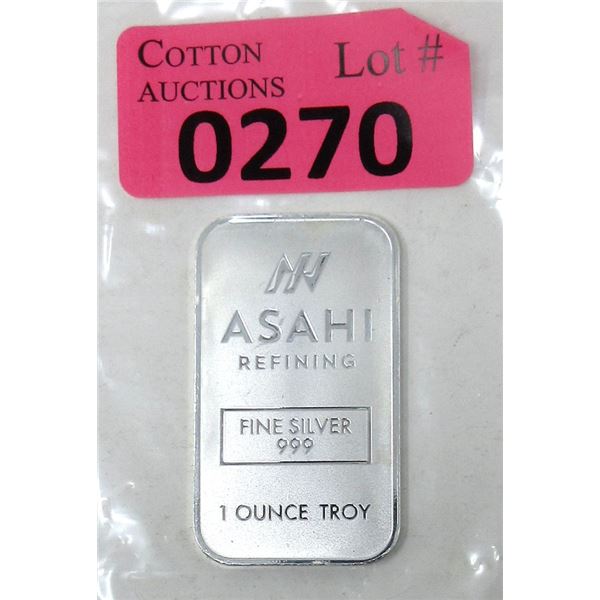 COTTON
AUCTIONS
Lot #
0270
ASAHI
REFINING
FINE SILVER
999
1 OUNCE TROY